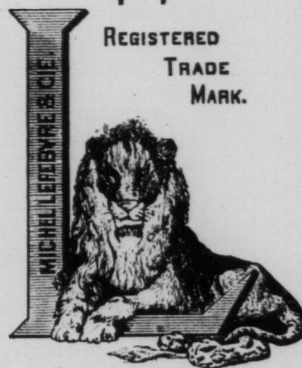 REGISTERED
TRADE
MARK.
MICHEL LEFEBVRE & CIE.
L